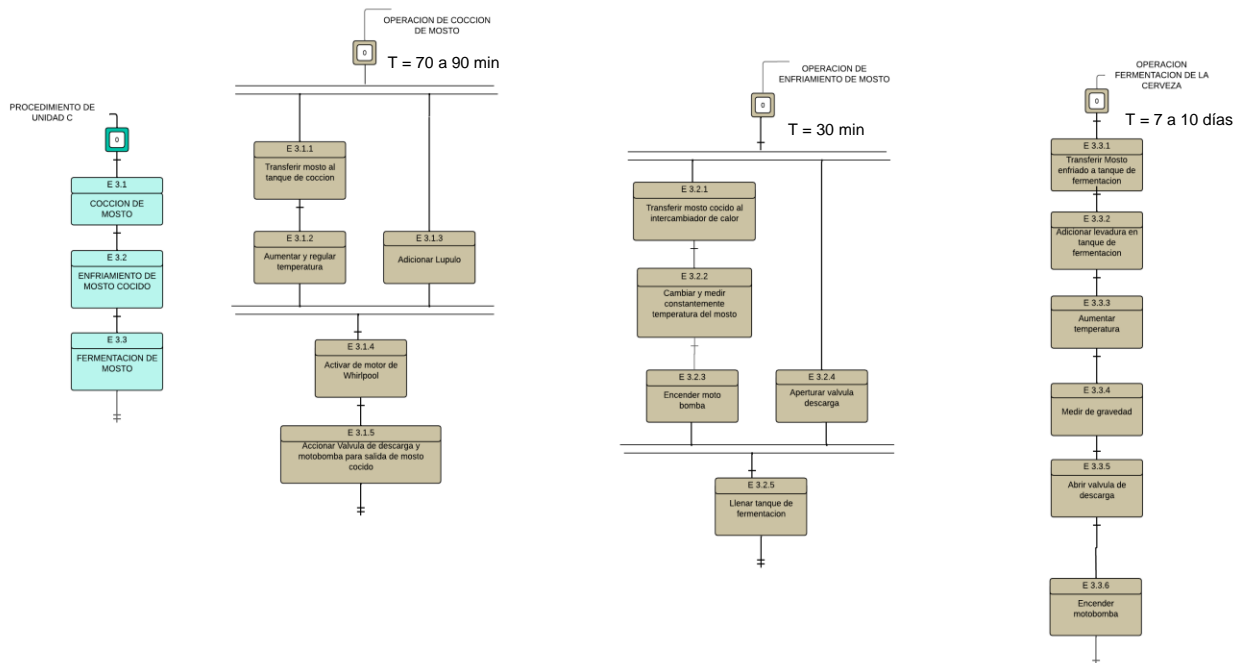 PROCEDIMIENTO DE
UNIDAD C
0
E 3.1
COCCION DE
MOSTO
E 3.2
ENFRIAMIENTO DE
MOSTO COCIDO
E 3.3
FERMENTACION DE
MOSTO
OPERACION DE COCCION
DE MOSTO
0
T = 70 a 90 min
E 3.1.1
Transferir mosto al
tanque de coccion
E 3.1.2
Aumentar y regular
temperatura
E 3.1.3
Adicionar Lupulo
E 3.1.4
Activar de motor de
Whirlpool
E 3.1.5
Accionar Valvula de descarga y
motobomba para salida de mosto
cocido
OPERACION DE
ENFRIAMIENTO DE MOSTO
0
T = 30 min
E 3.2.1
Transferir mosto cocido al
intercambiador de calor
E 3.2.2
Cambiar y medir
constantemente
temperatura del mosto
E 3.2.3
Encender moto
bomba
E 3.2.4
Aperturar valvula
descarga
E 3.2.5
Llenar tanque de
fermentacion
OPERACION
FERMENTACION DE LA
CERVEZA
0
T = 7 a 10 días
E 3.3.1
Transferir Mosto
enfriado a tanque de
fermentacion
E 3.3.2
Adicionar levadura en
tanque de
fermentacion
E 3.3.3
Aumentar
temperatura
E 3.3.4
Medir de gravedad
E 3.3.5
Abrir valvula de
descarga
E 3.3.6
Encender
motobomba